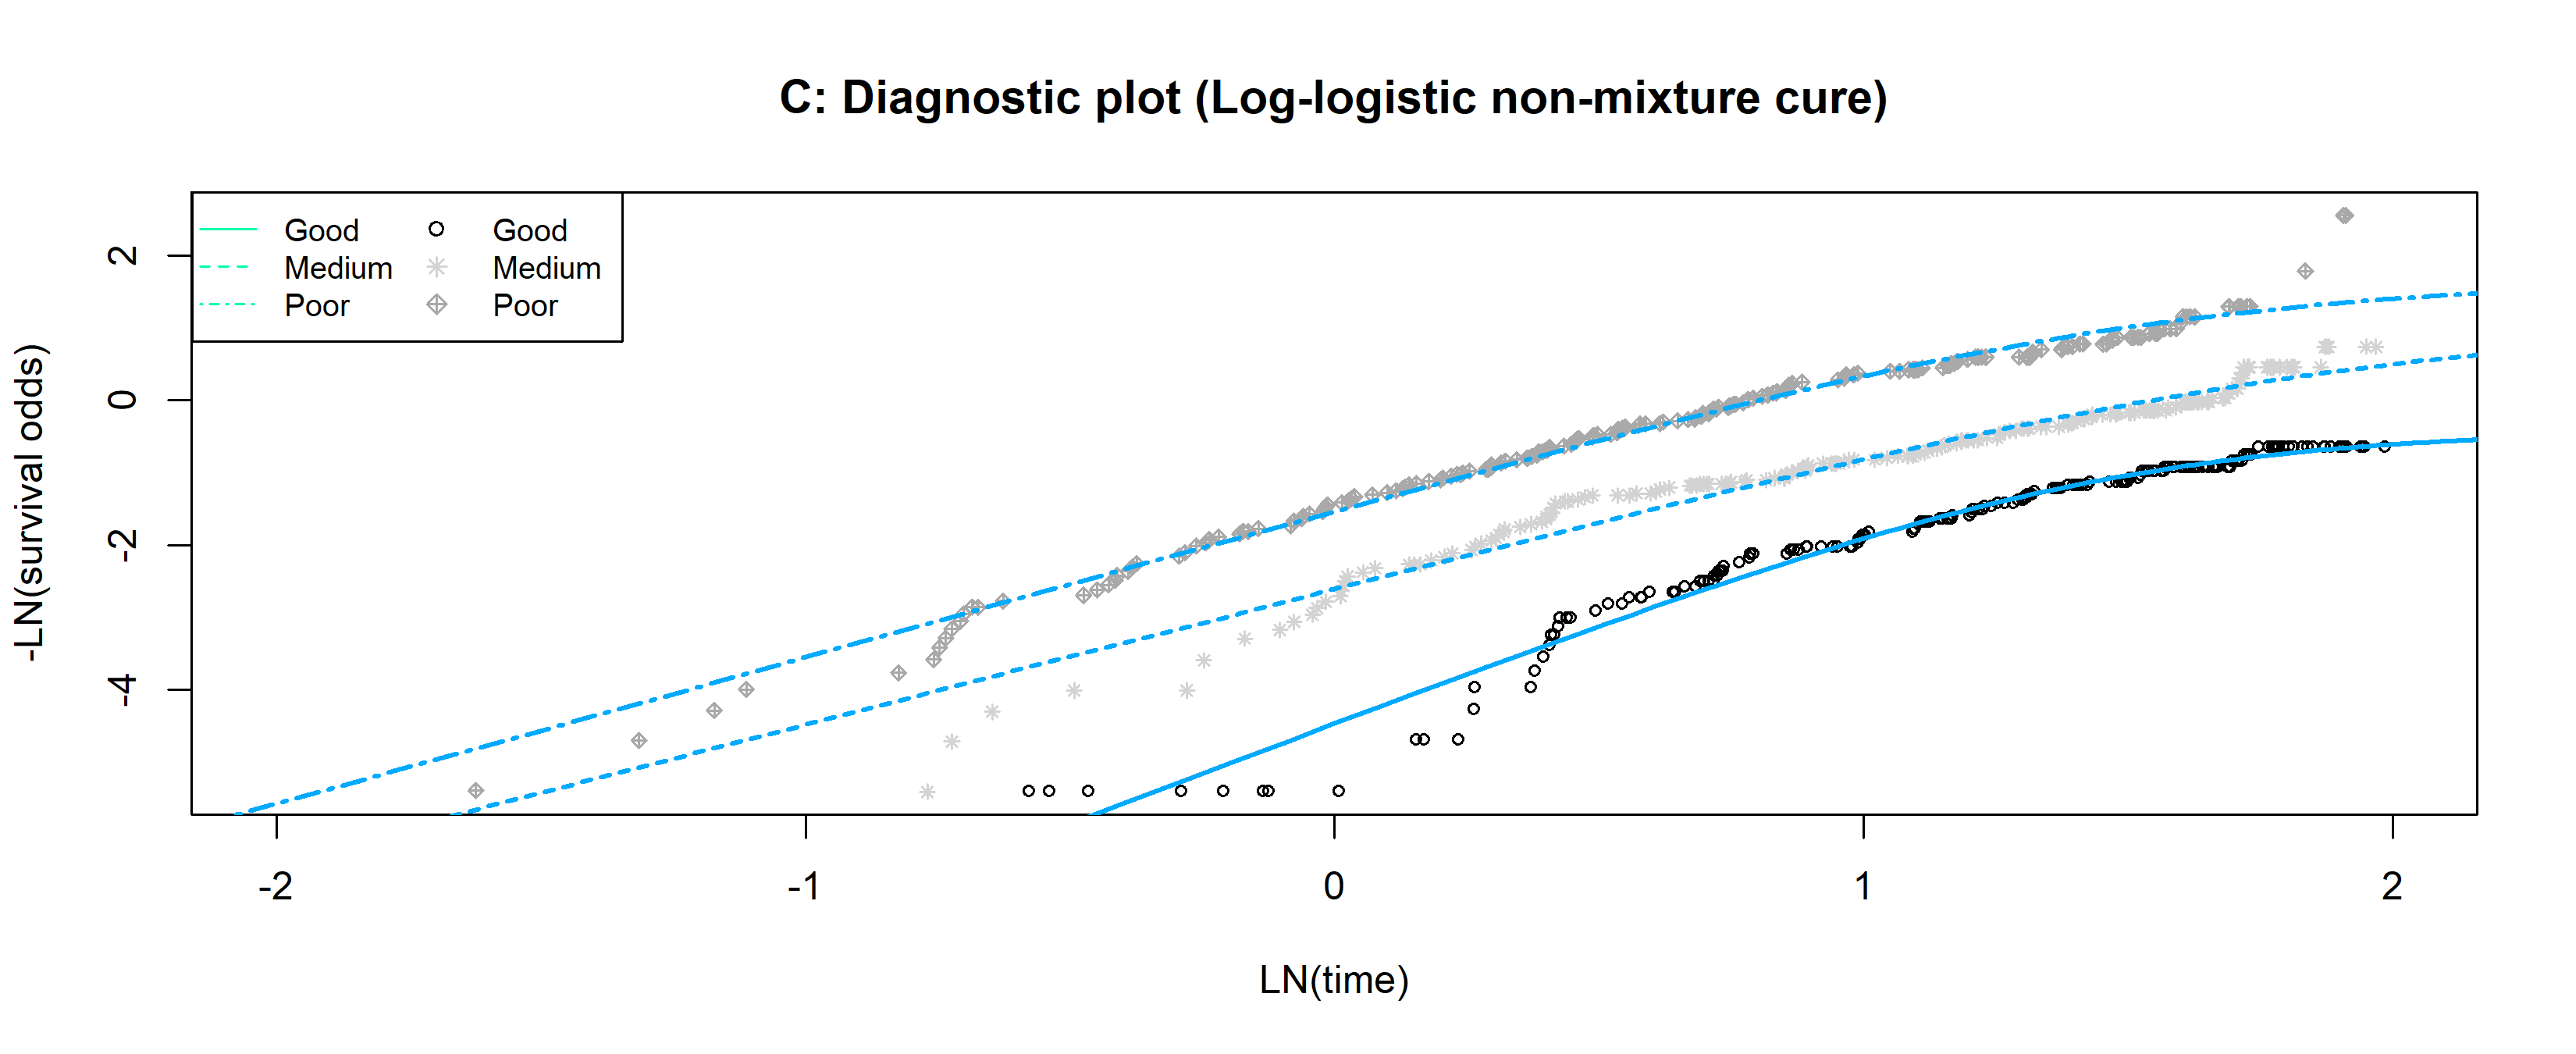 C: Diagnostic plot (Log-logistic non-mixture cure)
Good Good
Medium Medium
Poor Poor
-LN(survival odds)
2
0
-2
-4
-2 -1 0 1 2
LN(time)